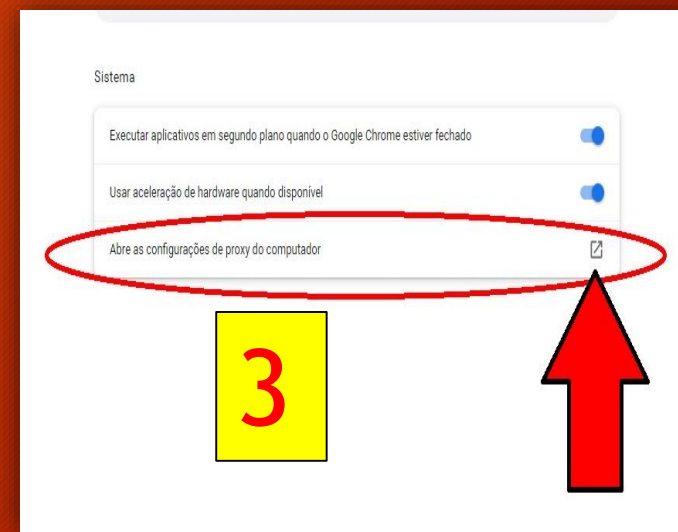 Sistema
Executar aplicativos em segundo plano quando o Google Chrome estiver fechado
Usar aceleração de hardware quando disponível
Abre as configurações de proxy do computador
3